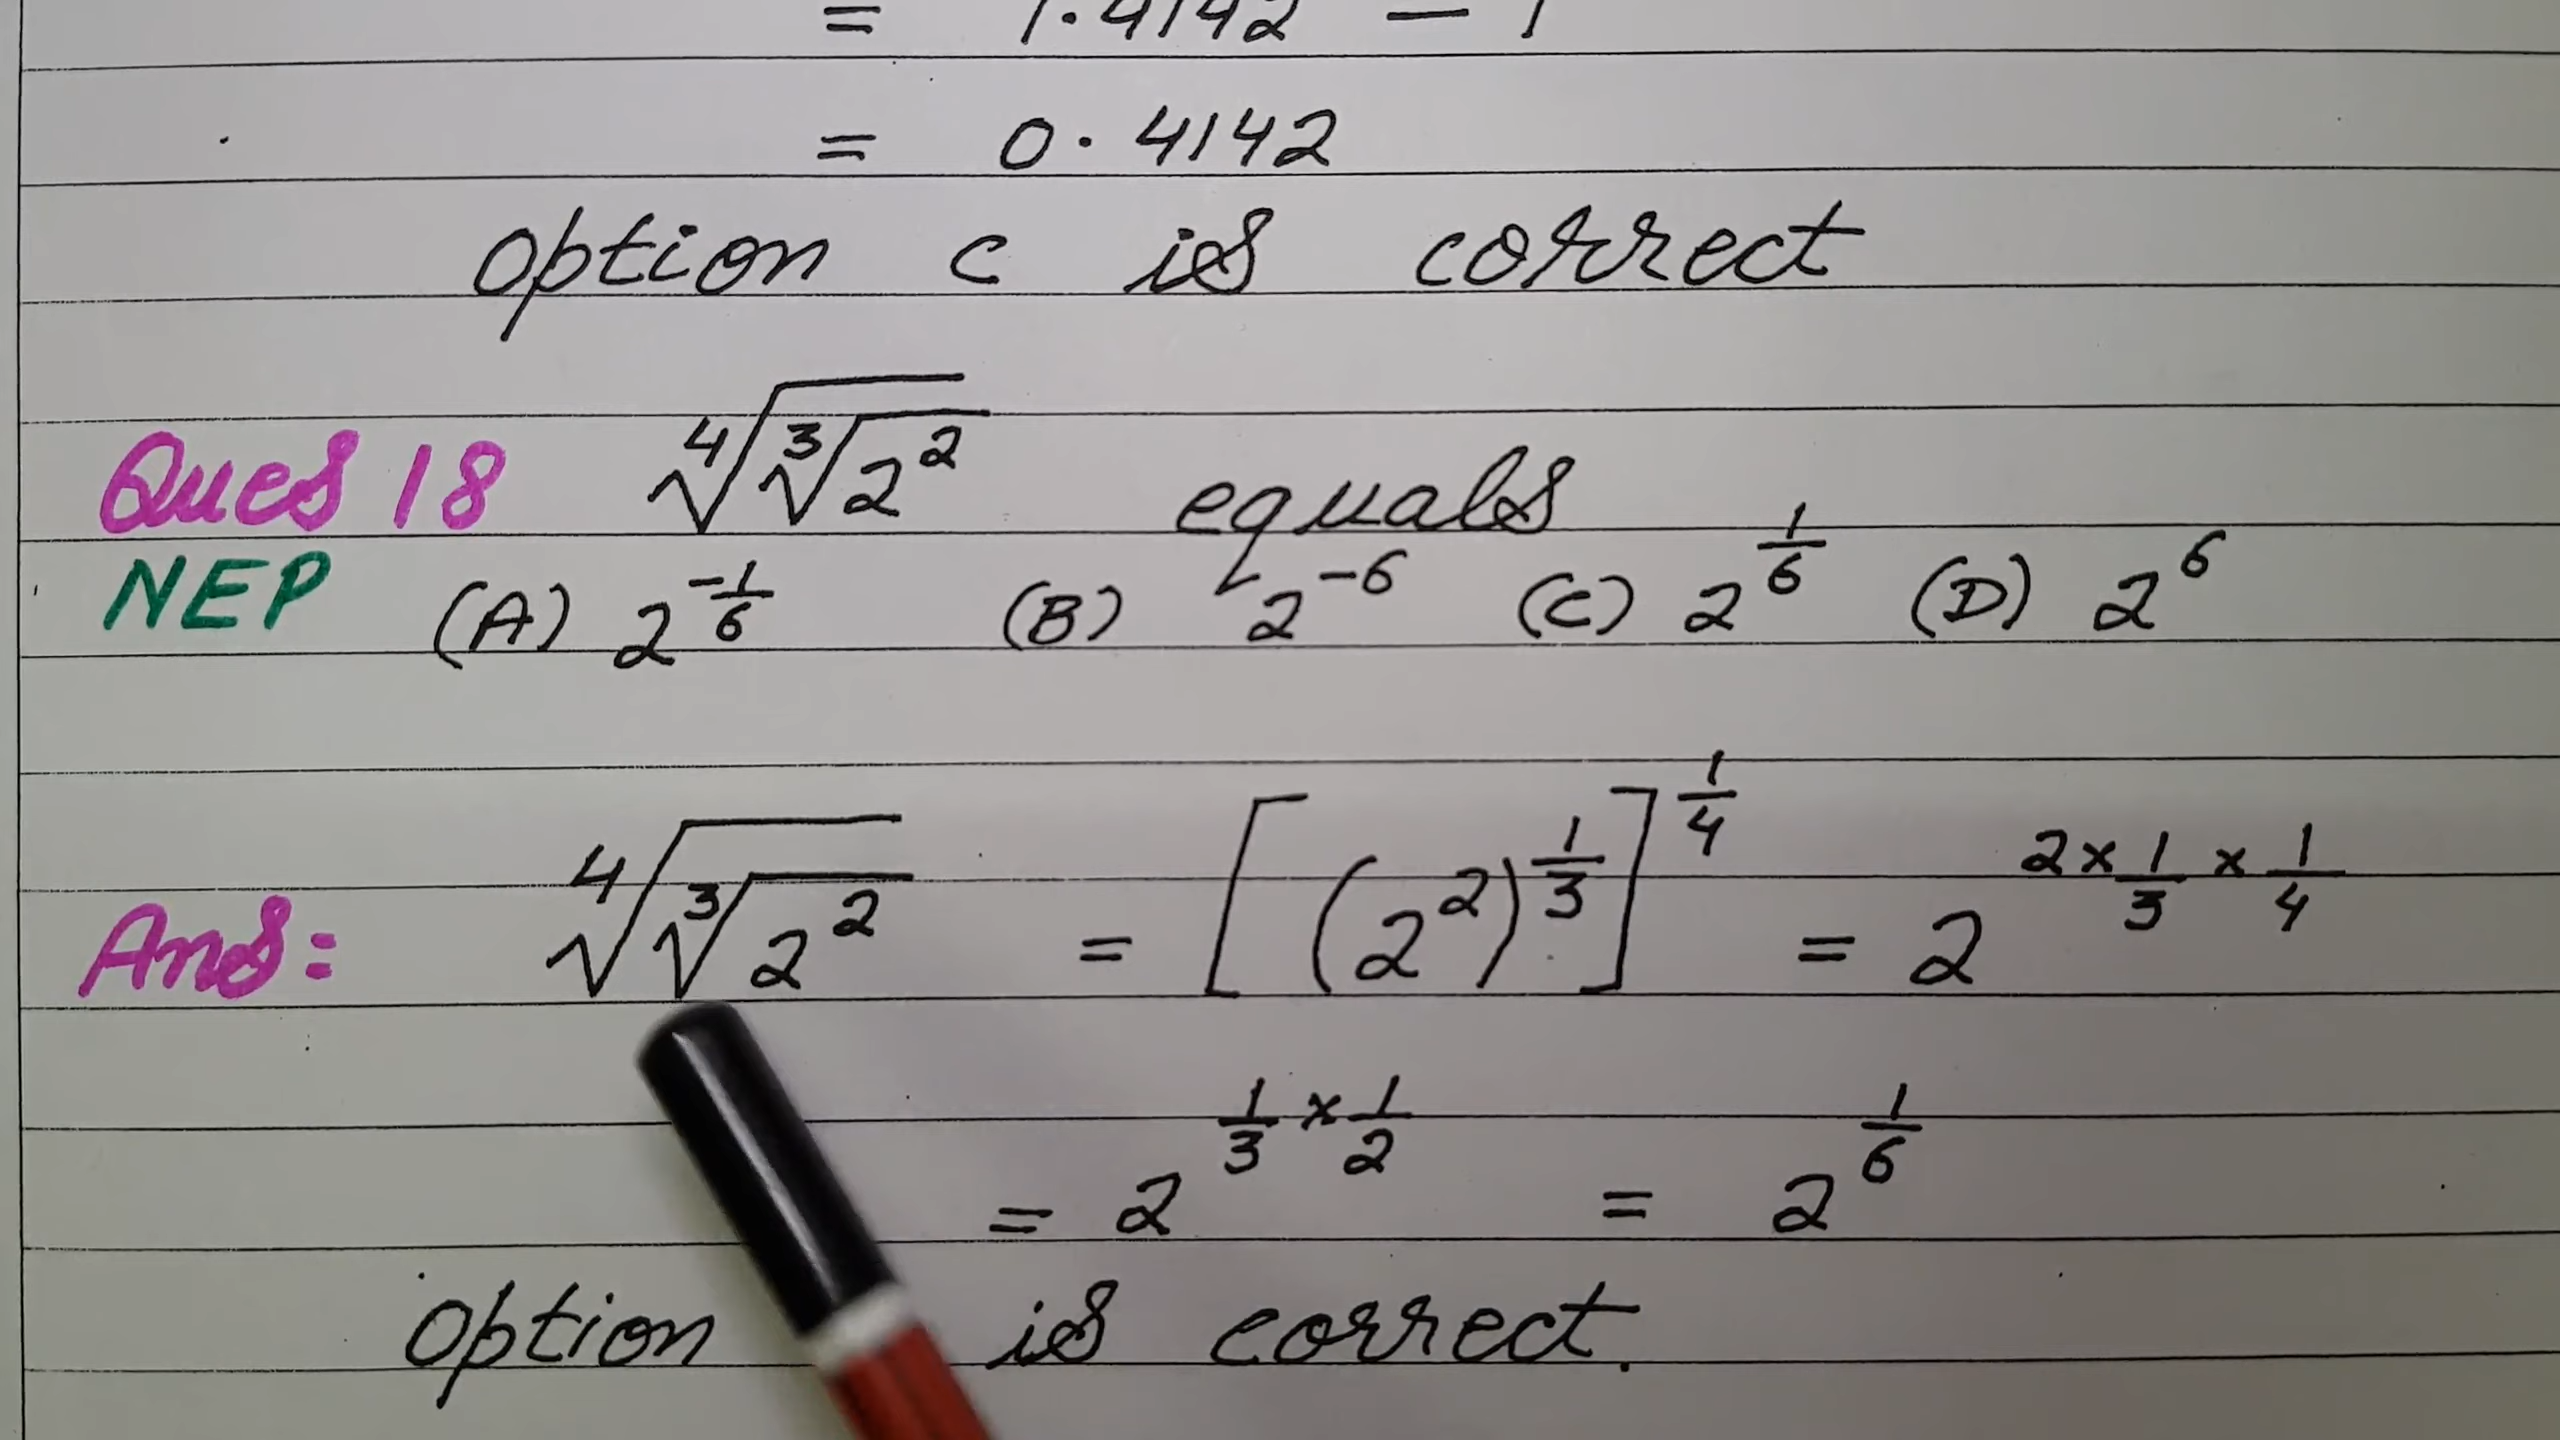 = 1.4142 - 1
= 0.4142
option c is correct
Ques 18 ⁴√³√2² equals
NEP (A) 2^-1/6 (B) 2^-6 (C) 2^1/6 (D) 2^6
Ans: ⁴√³√2² = [(2²)^1/3]^1/4 = 2^2×1/3×1/4
= 2^1/3×1/2 = 2^1/6
option is correct.